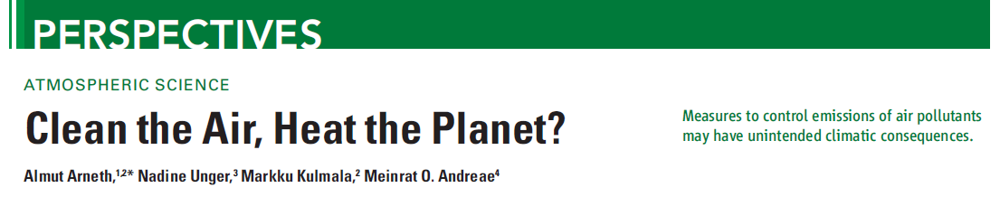 PERSPECTIVES
ATMOSPHERIC SCIENCE
Clean the Air, Heat the Planet?
Measures to control emissions of air pollutants
may have unintended climatic consequences.
Almut Arneth,1,2* Nadine Unger,3 Markku Kulmala,2 Meinrat O. Andreae4